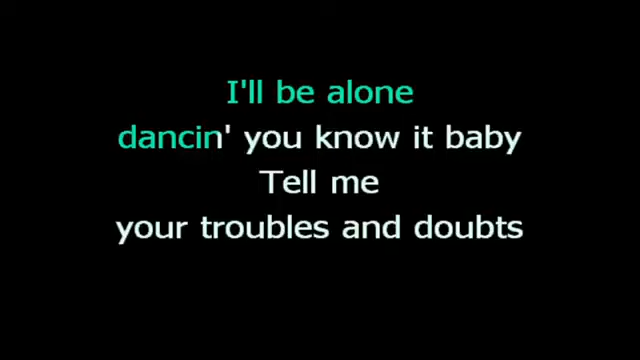 I'll be alone
dancin' you know it baby
Tell me
your troubles and doubts